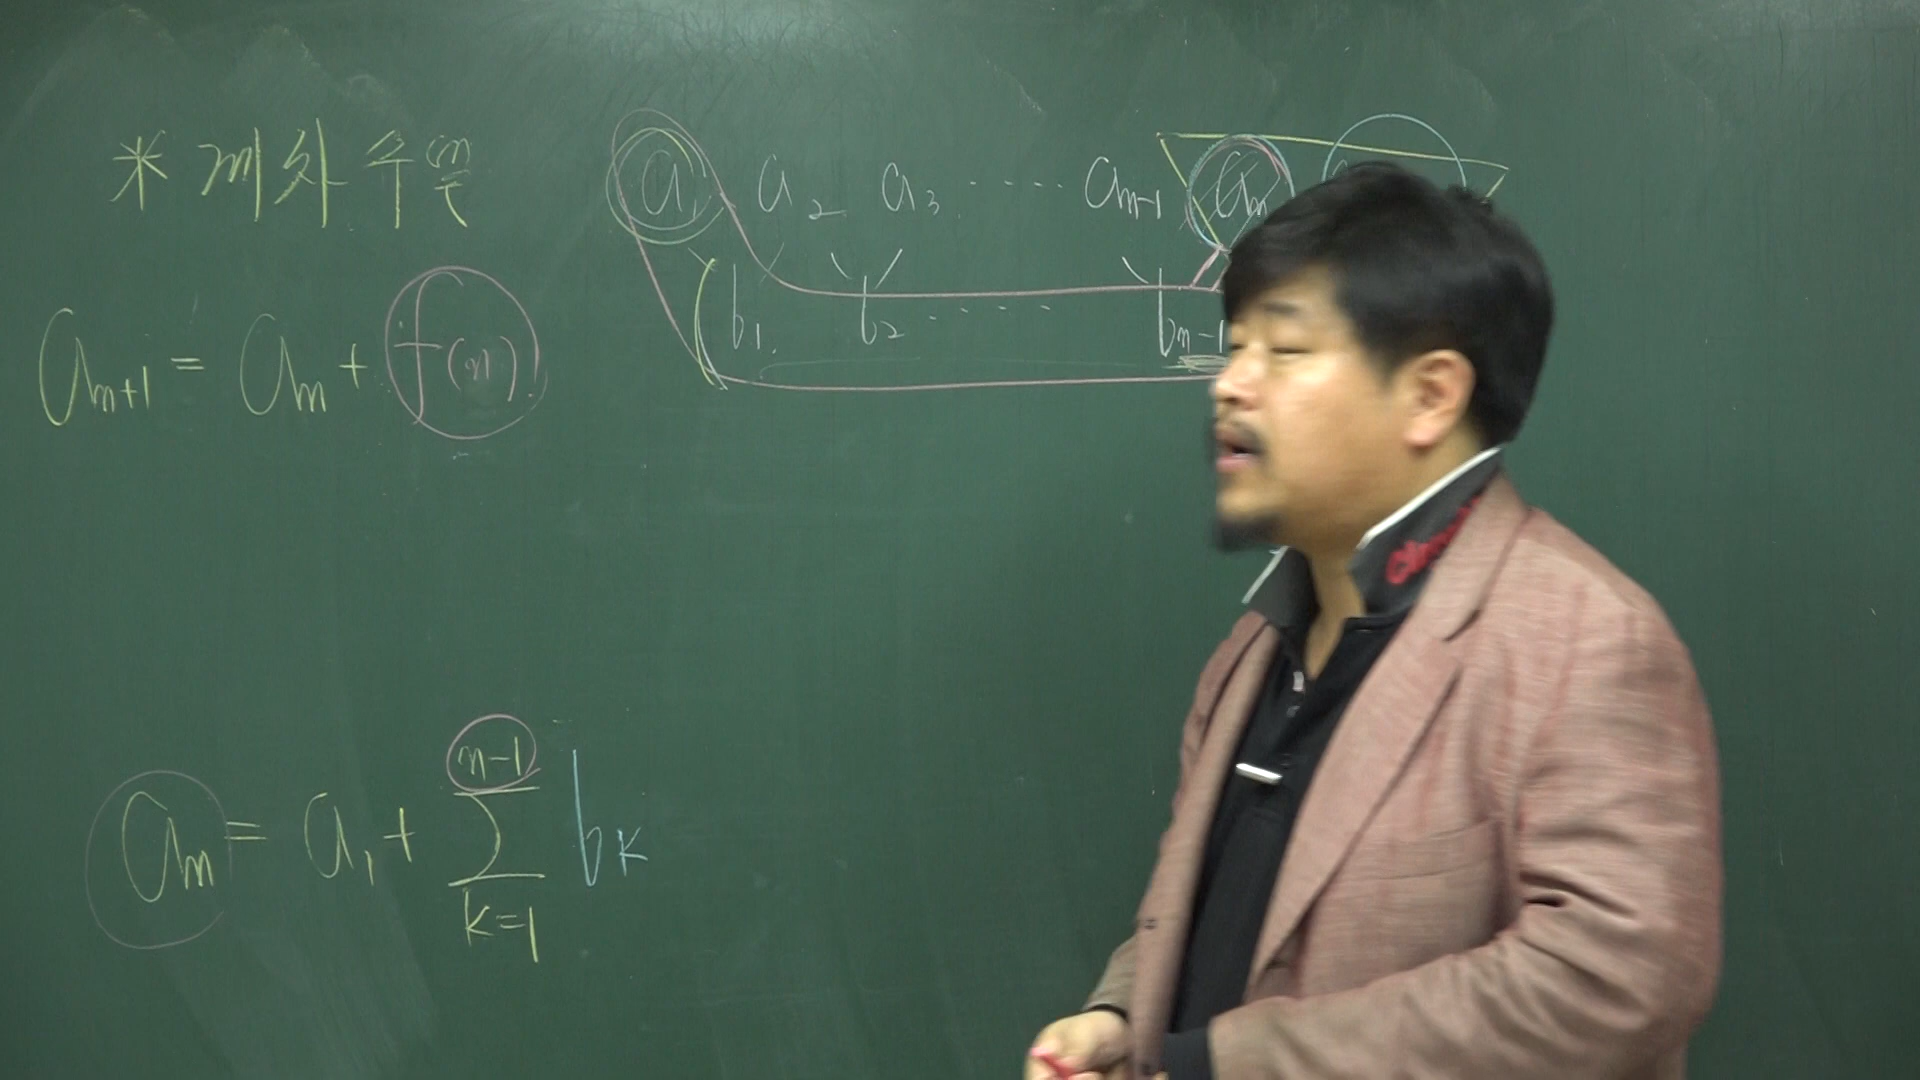 ※ 계차수열
a₁ a₂ a₃ ····· aₙ₋₁ aₙ
b₁ b₂ ····· bₙ₋₁
aₙ₊₁ = aₙ + f(n)
n-1
aₙ = a₁ + ∑ bₖ
k=1